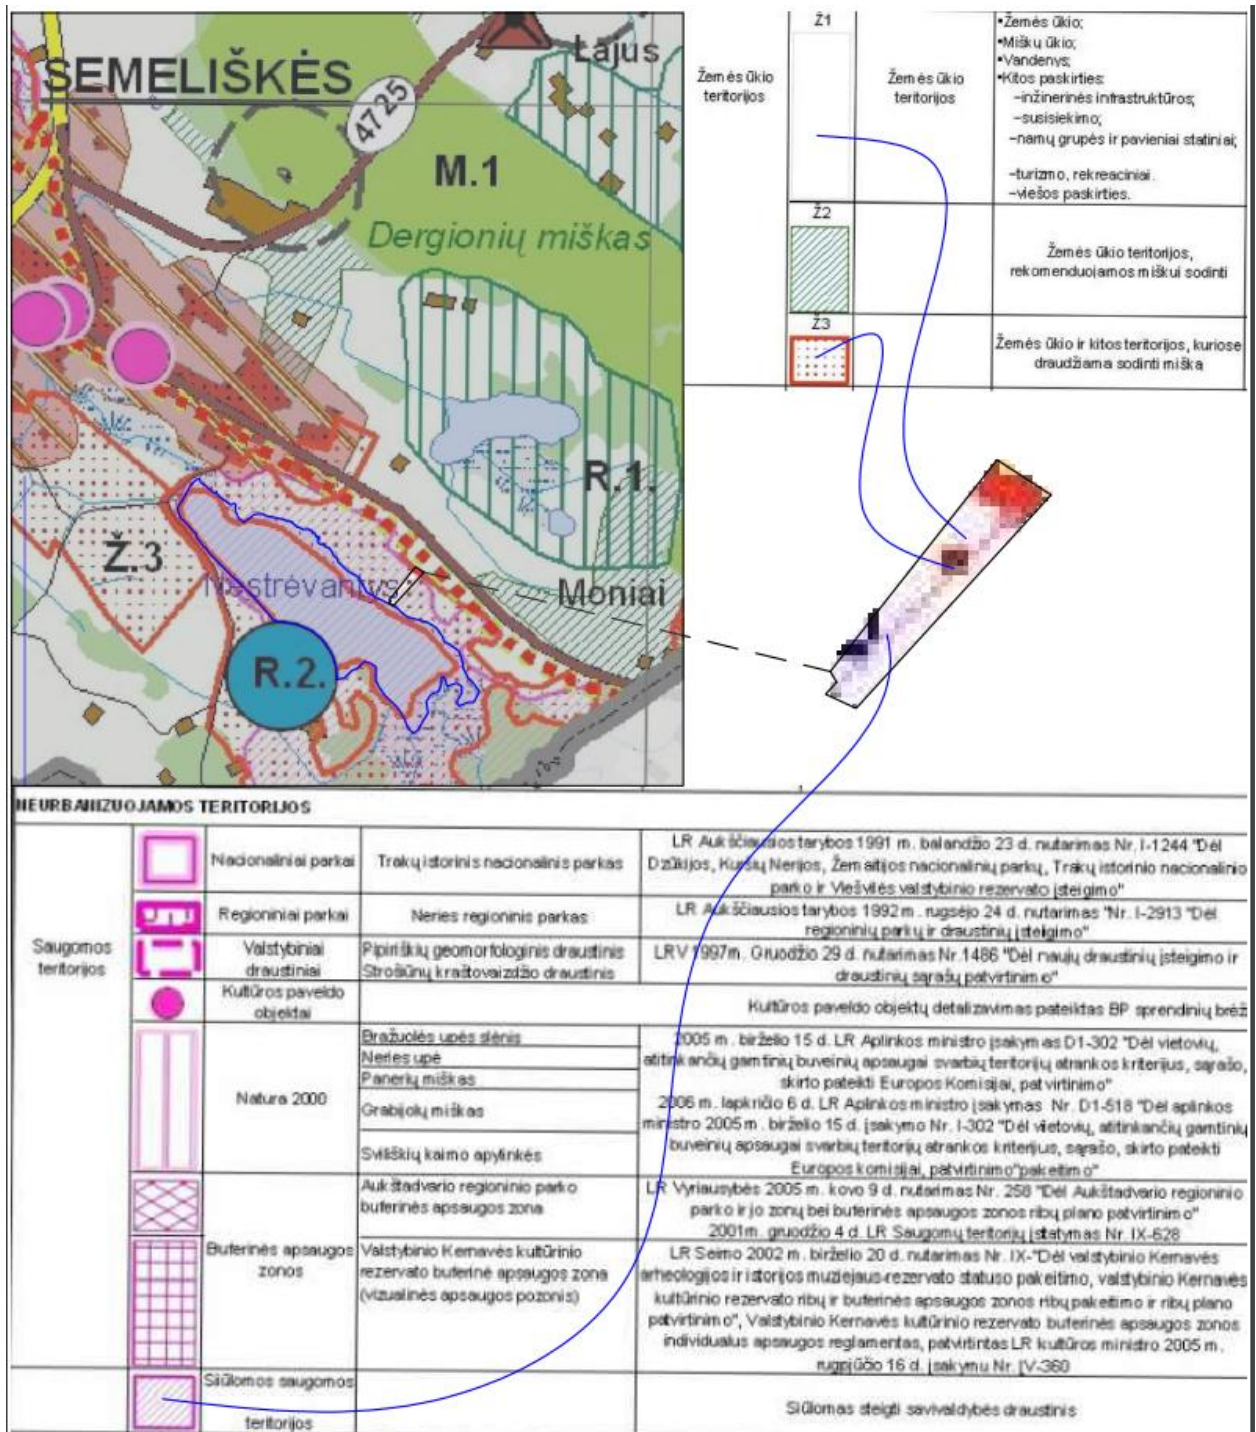 SEMELIŠKĖS
Lajus
4725
M.1
Dergionių miškas
R.1.
Ž.3
Nestrėvantys
Moniai
R.2.
Žemės ūkio
teritorijos
Ž1
Žemės ūkio
teritorijos
•Žemės ūkio;
•Miškų ūkio;
•Vandenys;
•Kitos paskirties:
–inžinerinės infrastruktūros;
–susisiekimo;
–namų grupės ir pavieniai statiniai;
–turizmo, rekreaciniai.
–viešos paskirties.
Ž2
Žemės ūkio teritorijos,
rekomenduojamos miškui sodinti
Ž3
Žemės ūkio ir kitos teritorijos, kuriose
draudžiama sodinti miška
NEURBANIZUOJAMOS TERITORIJOS
Saugomos
teritorijos
Nacionaliniai parkai
Trakų istorinis nacionalinis parkas
LR Aukščiausios tarybos 1991 m. balandžio 23 d. nutarimas Nr. I-1244 "Dėl
Dzūkijos, Kuršių Nerijos, Žemaitijos nacionalinių parkų, Trakų istorinio nacionalinio
parko ir Viešvilės valstybinio rezervato įsteigimo"
Regioniniai parkai
Neries regioninis parkas
LR Aukščiausios tarybos 1992 m. rugsėjo 24 d. nutarimas "Nr. I-2913 "Dėl
regioninių parkų ir draustinių įsteigimo"
Valstybiniai
draustiniai
Pipiriškių geomorfologinis draustinis
Strošiūnų kraštovaizdžio draustinis
LRV 1997m. Gruodžio 29 d. nutarimas Nr.1486 "Dėl naujų draustinių įsteigimo ir
draustinių sąrašų patvirtinimo"
Kultūros paveldo
objektai
Kultūros paveldo objektų detalizavimas pateiktas BP sprendinių brėž
Natura 2000
Bražuolės upės slėnis
Neries upė
Panerių miškas
Grabijolų miškas
Sviliškių kaimo apylinkės
2005 m. birželio 15 d. LR Aplinkos ministro įsakymas D1-302 "Dėl vietovių,
atitinkančių gamtinių buveinių apsaugai svarbių teritorijų atrankos kriterijus, sąrašo,
skirto pateikti Europos Komisijai, patvirtinimo"
2006 m. lapkričio 6 d. LR Aplinkos ministro įsakymas Nr. D1-518 "Dėl aplinkos
ministro 2005 m. birželio 15 d. įsakymo Nr. I-302 "Dėl vietovių, atitinkančių gamtinių
buveinių apsaugai svarbių teritorijų atrankos kriterijus, sąrašo, skirto pateikti
Europos komisijai, patvirtinimo"pakeitimo"
Buferinės apsaugos
zonos
Aukštadvario regioninio parko
buferinės apsaugos zona
LR Vyriausybės 2005 m. kovo 9 d. nutarimas Nr. 258 "Dėl Aukštadvario regioninio
parko ir jo zonų bei buferinės apsaugos zonos ribų plano patvirtinimo"
2001m. gruodžio 4 d. LR Saugomų teritorijų įstatymas Nr. IX-628
Valstybinio Kernavės kultūrinio
rezervato buferinė apsaugos zona
(vizualinės apsaugos pozonis)
LR Seimo 2002 m. birželio 20 d. nutarimas Nr. IX-"Dėl valstybinio Kernavės
arheologijos ir istorijos muziejaus-rezervato statuso pakeitimo, valstybinio Kernavės
kultūrinio rezervato ribų ir buferinės apsaugos zonos ribų pakeitimo ir ribų plano
patvirtinimo", Valstybinio Kernavės kultūrinio rezervato buferinės apsaugos zonos
individualus apsaugos reglamentas, patvirtintas LR kultūros ministro 2005 m.
rugpjūčio 16 d. įsakymu Nr. ĮV-360
Siūlomos saugomos
teritorijos
Siūlomas steigti savivaldybės draustinis